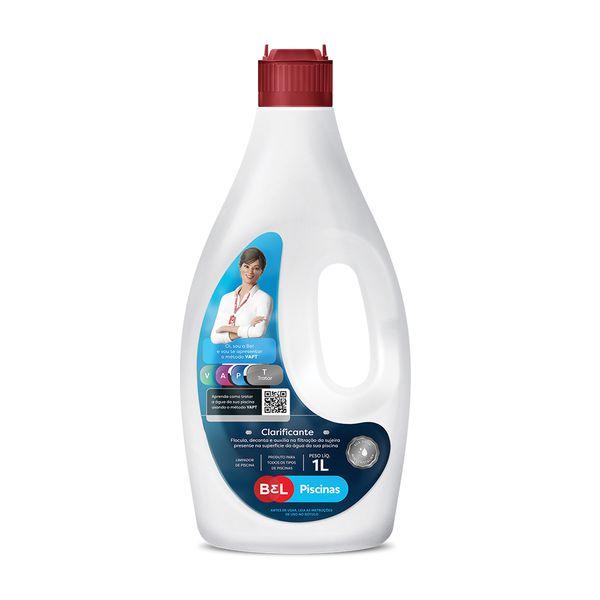 Oi, sou a Bel
e vou te apresentar
o método VAPT
V A P T
Tratar
Aprenda como tratar
a água da sua piscina
usando o método VAPT
Clarificante
Flocula, decanta e auxilia na filtração da sujeira
presente na superfície da água da sua piscina
LIMPADOR
DE PISCINA
PRODUTO PARA
TODOS OS TIPOS
DE PISCINAS
PESO LÍQ.
1L
BEL Piscinas
ANTES DE USAR, LEIA AS INSTRUÇÕES
DE USO NO RÓTULO